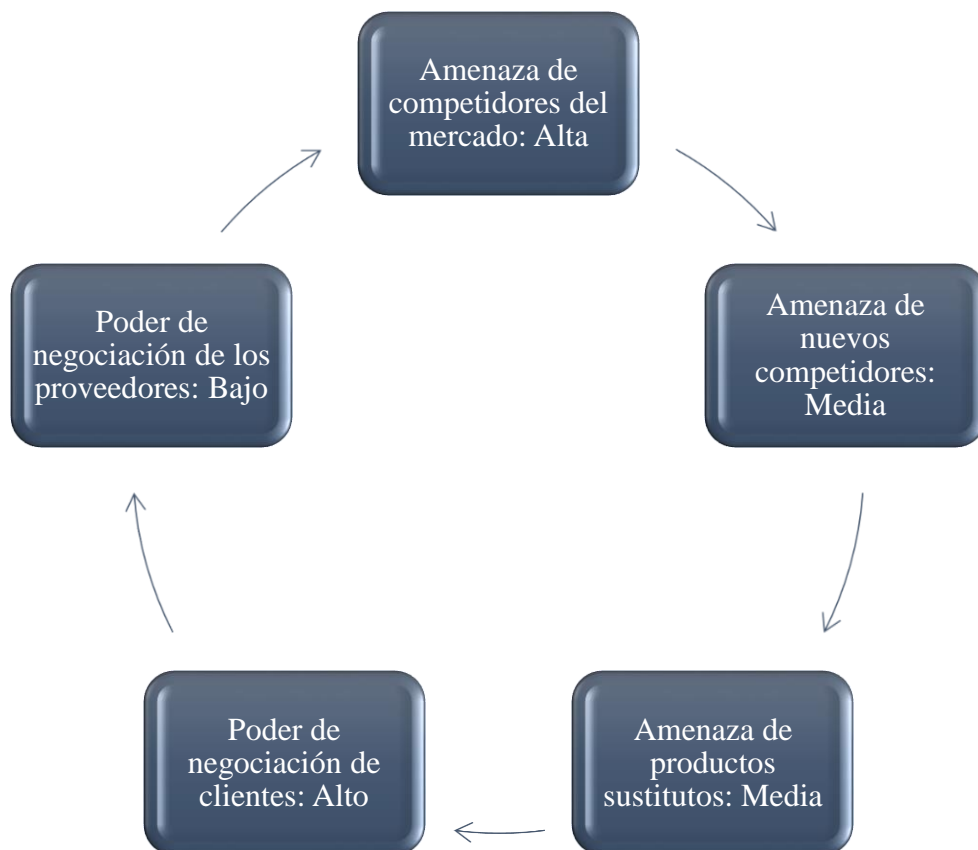 Amenaza de
competidores del
mercado: Alta
Amenaza de
nuevos
competidores:
Media
Amenaza de
productos
sustitutos: Media
Poder de
negociación de
clientes: Alto
Poder de
negociación de los
proveedores: Bajo